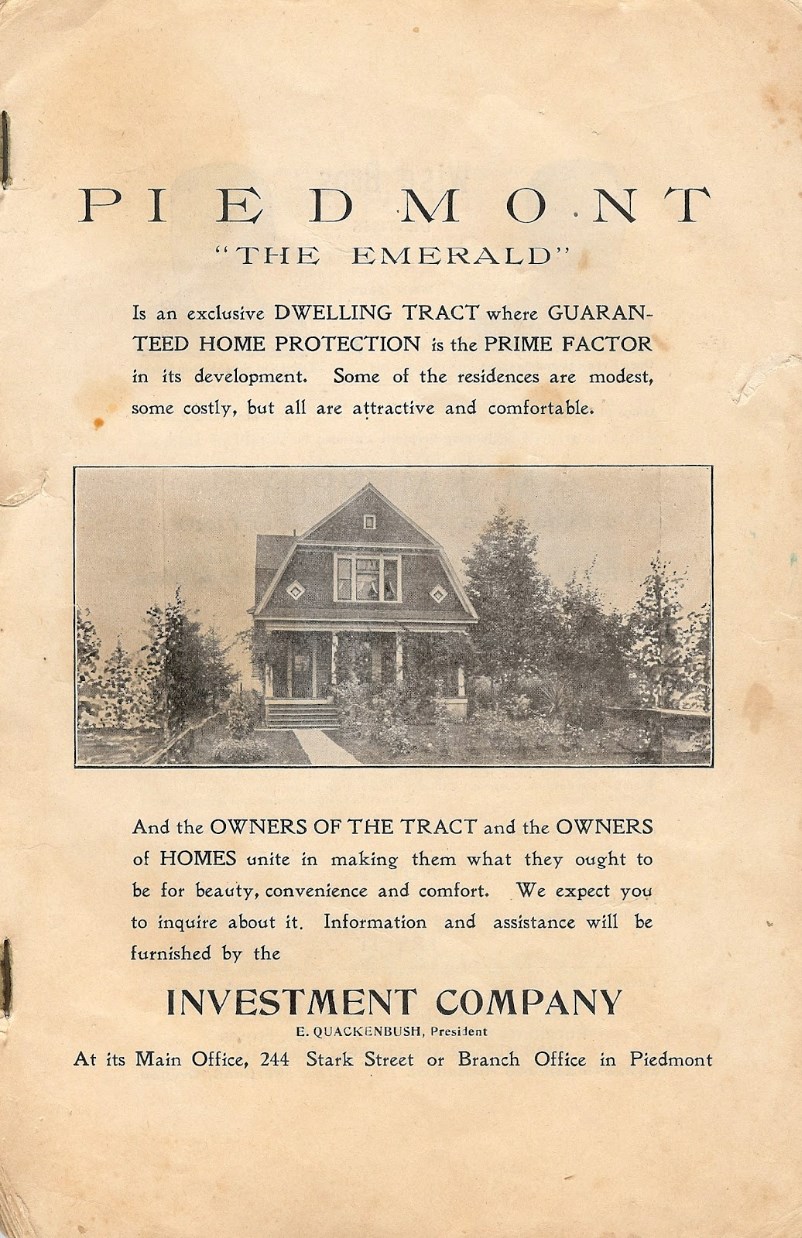 PIEDMONT
"THE EMERALD"
Is an exclusive DWELLING TRACT where GUARAN-
TEED HOME PROTECTION is the PRIME FACTOR
in its development. Some of the residences are modest,
some costly, but all are attractive and comfortable.
And the OWNERS OF THE TRACT and the OWNERS
of HOMES unite in making them what they ought to
be for beauty, convenience and comfort. We expect you
to inquire about it. Information and assistance will be
furnished by the
INVESTMENT COMPANY
E. QUACKENBUSH, President
At its Main Office, 244 Stark Street or Branch Office in Piedmont